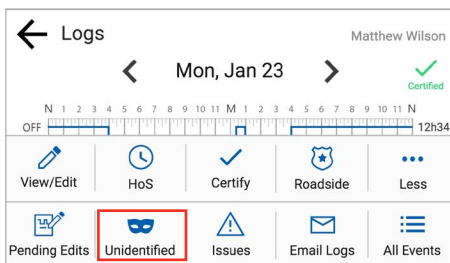 Logs
Matthew Wilson
Mon, Jan 23
Certified
N 1 2 3 4 5 6 7 8 9 10 11 M 1 2 3 4 5 6 7 8 9 10 11 N
OFF 12h34
View/Edit HoS Certify Roadside Less
Pending Edits Unidentified Issues Email Logs All Events